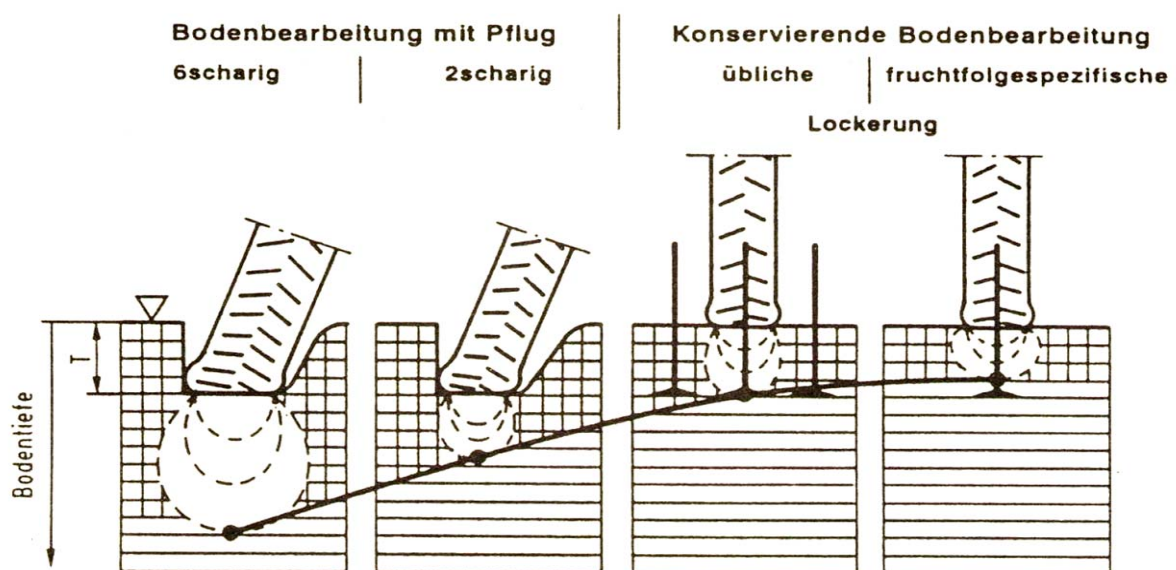 Bodenbearbeitung mit Pflug
6scharig
2scharig
Konservierende Bodenbearbeitung
übliche
fruchtfolgespezifische
Lockerung
T
Bodentiefe